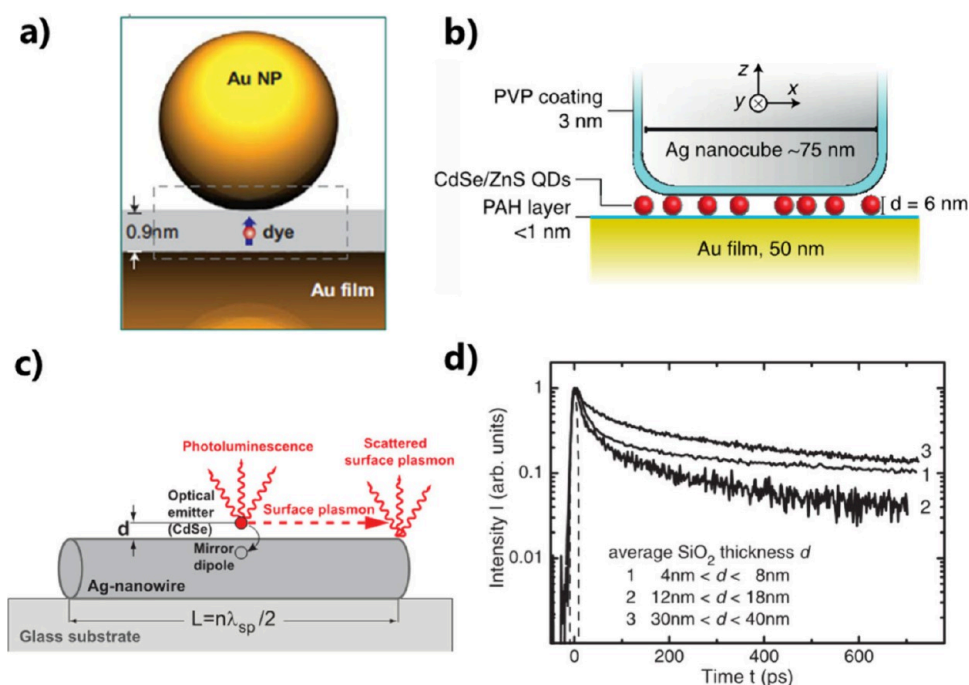 a)
Au NP
0.9nm
dye
Au film
b)
z
y
x
PVP coating
3 nm
Ag nanocube ~75 nm
CdSe/ZnS QDs
d = 6 nm
PAH layer
<1 nm
Au film, 50 nm
c)
Photoluminescence
Scattered
surface plasmon
Optical
emitter
(CdSe)
Surface plasmon
d
Mirror
dipole
Ag-nanowire
L=nλsp/2
Glass substrate
d)
Intensity I (arb. units)
1
0.1
0.01
3
1
2
average SiO₂ thickness d
1 4nm < d < 8nm
2 12nm < d < 18nm
3 30nm < d < 40nm
0 200 400 600
Time t (ps)